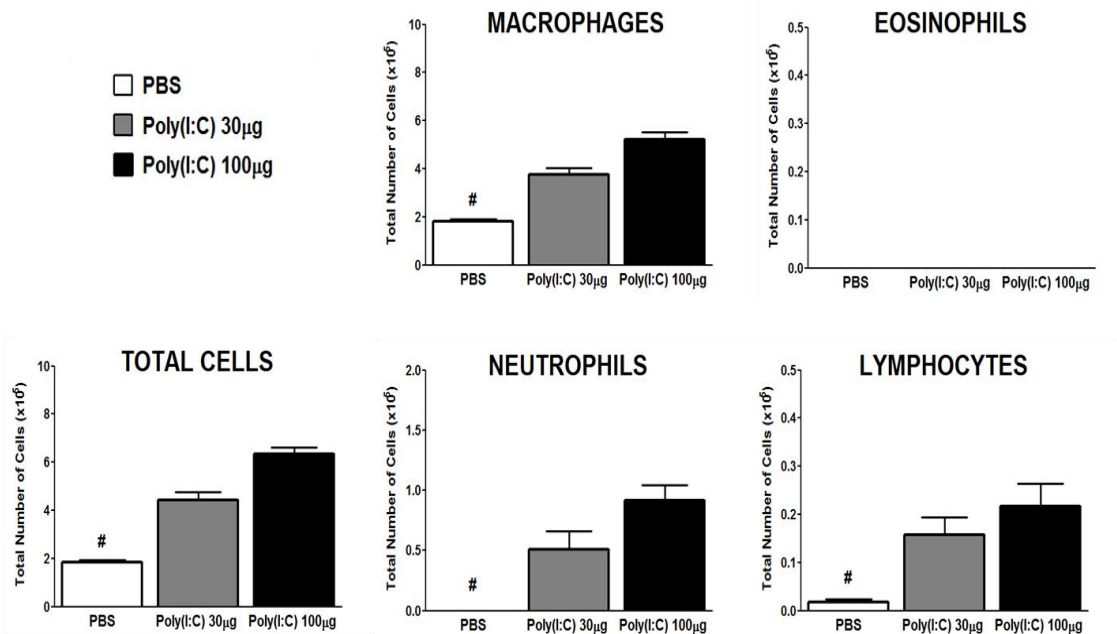 PBS
Poly(I:C) 30μg
Poly(I:C) 100μg
MACROPHAGES
Total Number of Cells (x10⁵)
10
8
6
4
2
0
#
PBS Poly(I:C) 30μg Poly(I:C) 100μg
EOSINOPHILS
Total Number of Cells (x10⁵)
0.5
0.4
0.3
0.2
0.1
0.0
PBS Poly(I:C) 30μg Poly(I:C) 100μg
TOTAL CELLS
Total Number of Cells (x10⁵)
10
8
6
4
2
0
#
PBS Poly(I:C) 30μg Poly(I:C) 100μg
NEUTROPHILS
Total Number of Cells (x10⁵)
2.0
1.5
1.0
0.5
0.0
#
PBS Poly(I:C) 30μg Poly(I:C) 100μg
LYMPHOCYTES
Total Number of Cells (x10⁵)
0.5
0.4
0.3
0.2
0.1
0.0
#
PBS Poly(I:C) 30μg Poly(I:C) 100μg